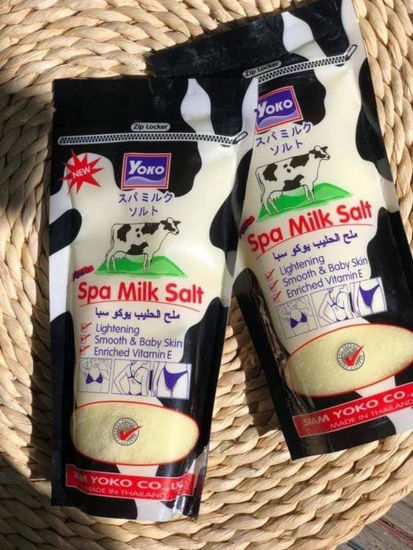 Zip Locker
NEW
YOKO
スパミルク
ソルト
Spa Milk Salt
ملح الحليب يوكو سبا
Lightening
Smooth & Baby Skin
Enriched Vitamin E
SIAM YOKO CO., LTD.
MADE IN THAILAND
Zip Locker
YOKO
スパミルク
ソルト
Spa Milk Salt
ملح الحليب يوكو سبا
Lightening
Smooth & Baby Skin
Enriched Vitamin E
SIAM YOKO CO.,
MADE IN THAILAND